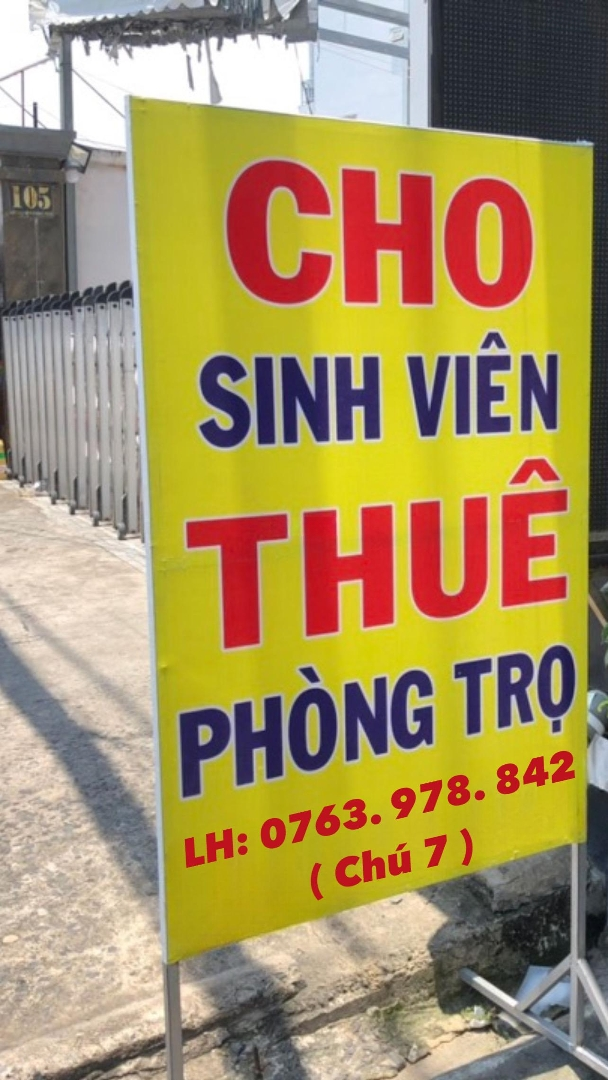 105
CHO
SINH VIÊN
THUÊ
PHÒNG TRỌ
LH: 0763. 978. 842
( Chú 7 )